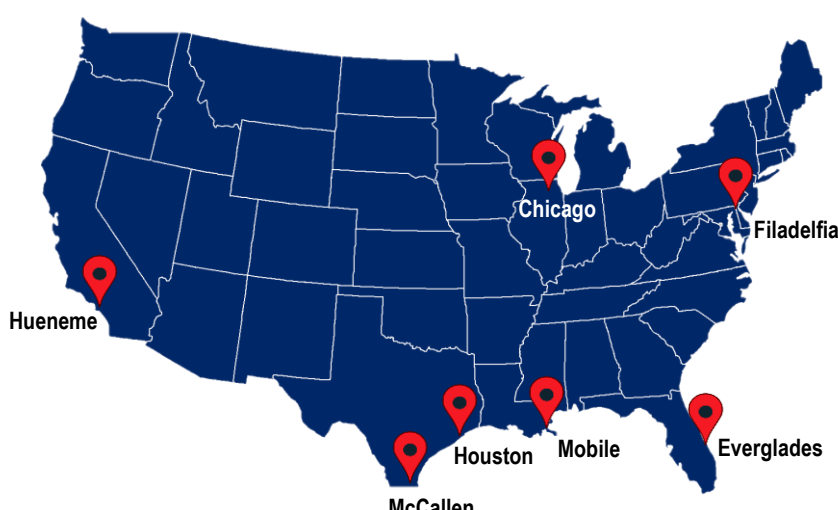 Chicago
Filadelfia
Hueneme
Houston
Mobile
Everglades
McCallen